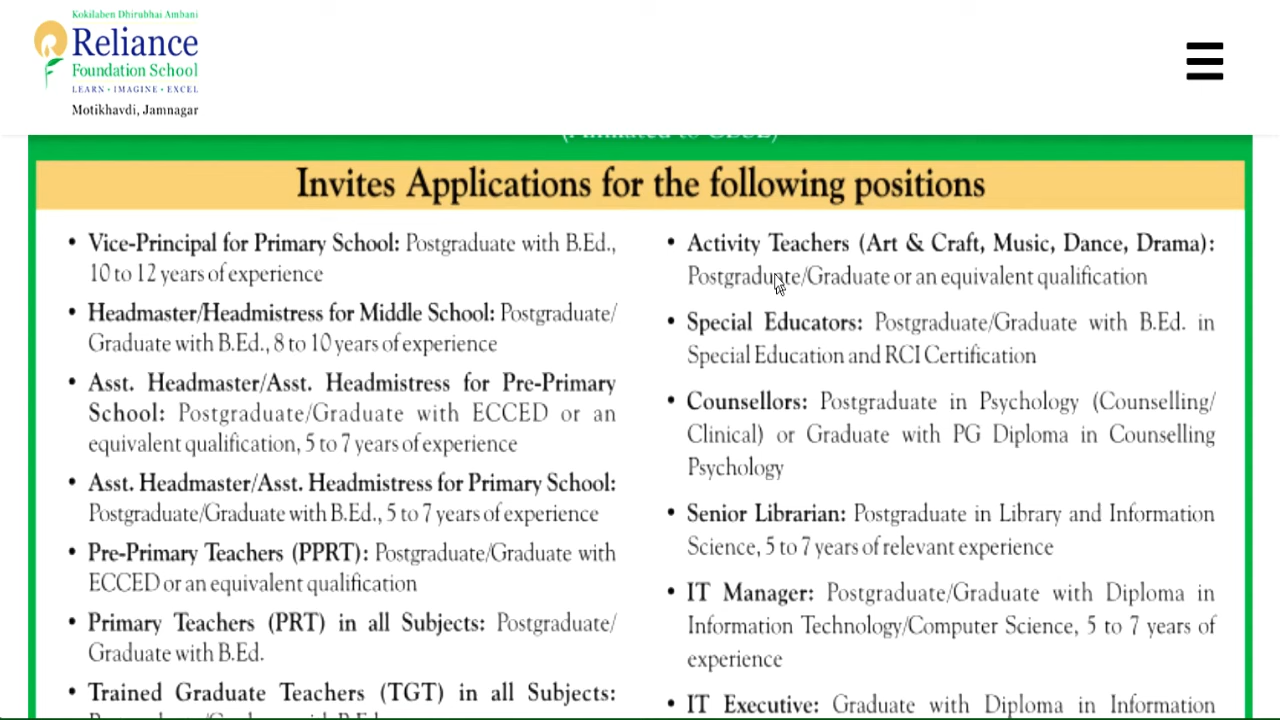 Kokilaben Dhirubhai Ambani
Reliance
Foundation School
LEARN • IMAGINE • EXCEL
Motikhavdi, Jamnagar
Invites Applications for the following positions
• Vice-Principal for Primary School: Postgraduate with B.Ed.,
10 to 12 years of experience
• Headmaster/Headmistress for Middle School: Postgraduate/
Graduate with B.Ed., 8 to 10 years of experience
• Asst. Headmaster/Asst. Headmistress for Pre-Primary
School: Postgraduate/Graduate with ECCED or an
equivalent qualification, 5 to 7 years of experience
• Asst. Headmaster/Asst. Headmistress for Primary School:
Postgraduate/Graduate with B.Ed., 5 to 7 years of experience
• Pre-Primary Teachers (PPRT): Postgraduate/Graduate with
ECCED or an equivalent qualification
• Primary Teachers (PRT) in all Subjects: Postgraduate/
Graduate with B.Ed.
• Trained Graduate Teachers (TGT) in all Subjects:
• Activity Teachers (Art & Craft, Music, Dance, Drama):
Postgraduate/Graduate or an equivalent qualification
• Special Educators: Postgraduate/Graduate with B.Ed. in
Special Education and RCI Certification
• Counsellors: Postgraduate in Psychology (Counselling/
Clinical) or Graduate with PG Diploma in Counselling
Psychology
• Senior Librarian: Postgraduate in Library and Information
Science, 5 to 7 years of relevant experience
• IT Manager: Postgraduate/Graduate with Diploma in
Information Technology/Computer Science, 5 to 7 years of
experience
• IT Executive: Graduate with Diploma in Information